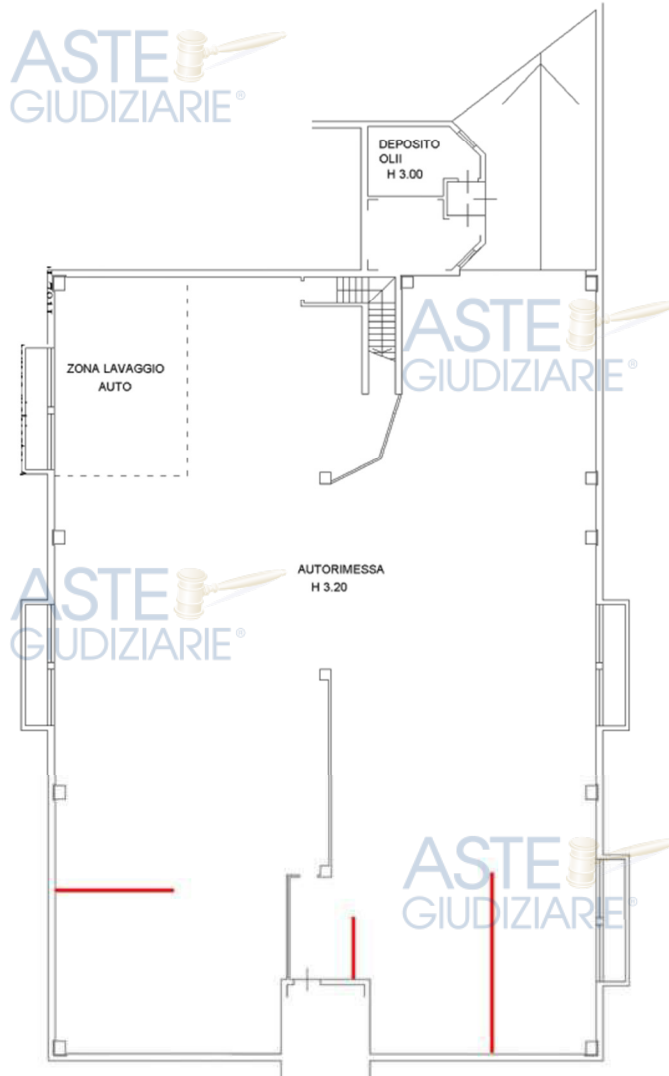 ASTE
GIUDIZIARIE®
DEPOSITO
OLII
H 3.00
ASTE
GIUDIZIARIE®
ZONA LAVAGGIO
AUTO
AUTORIMESSA
H 3.20
ASTE
GIUDIZIARIE®
ASTE
GIUDIZIARIE®